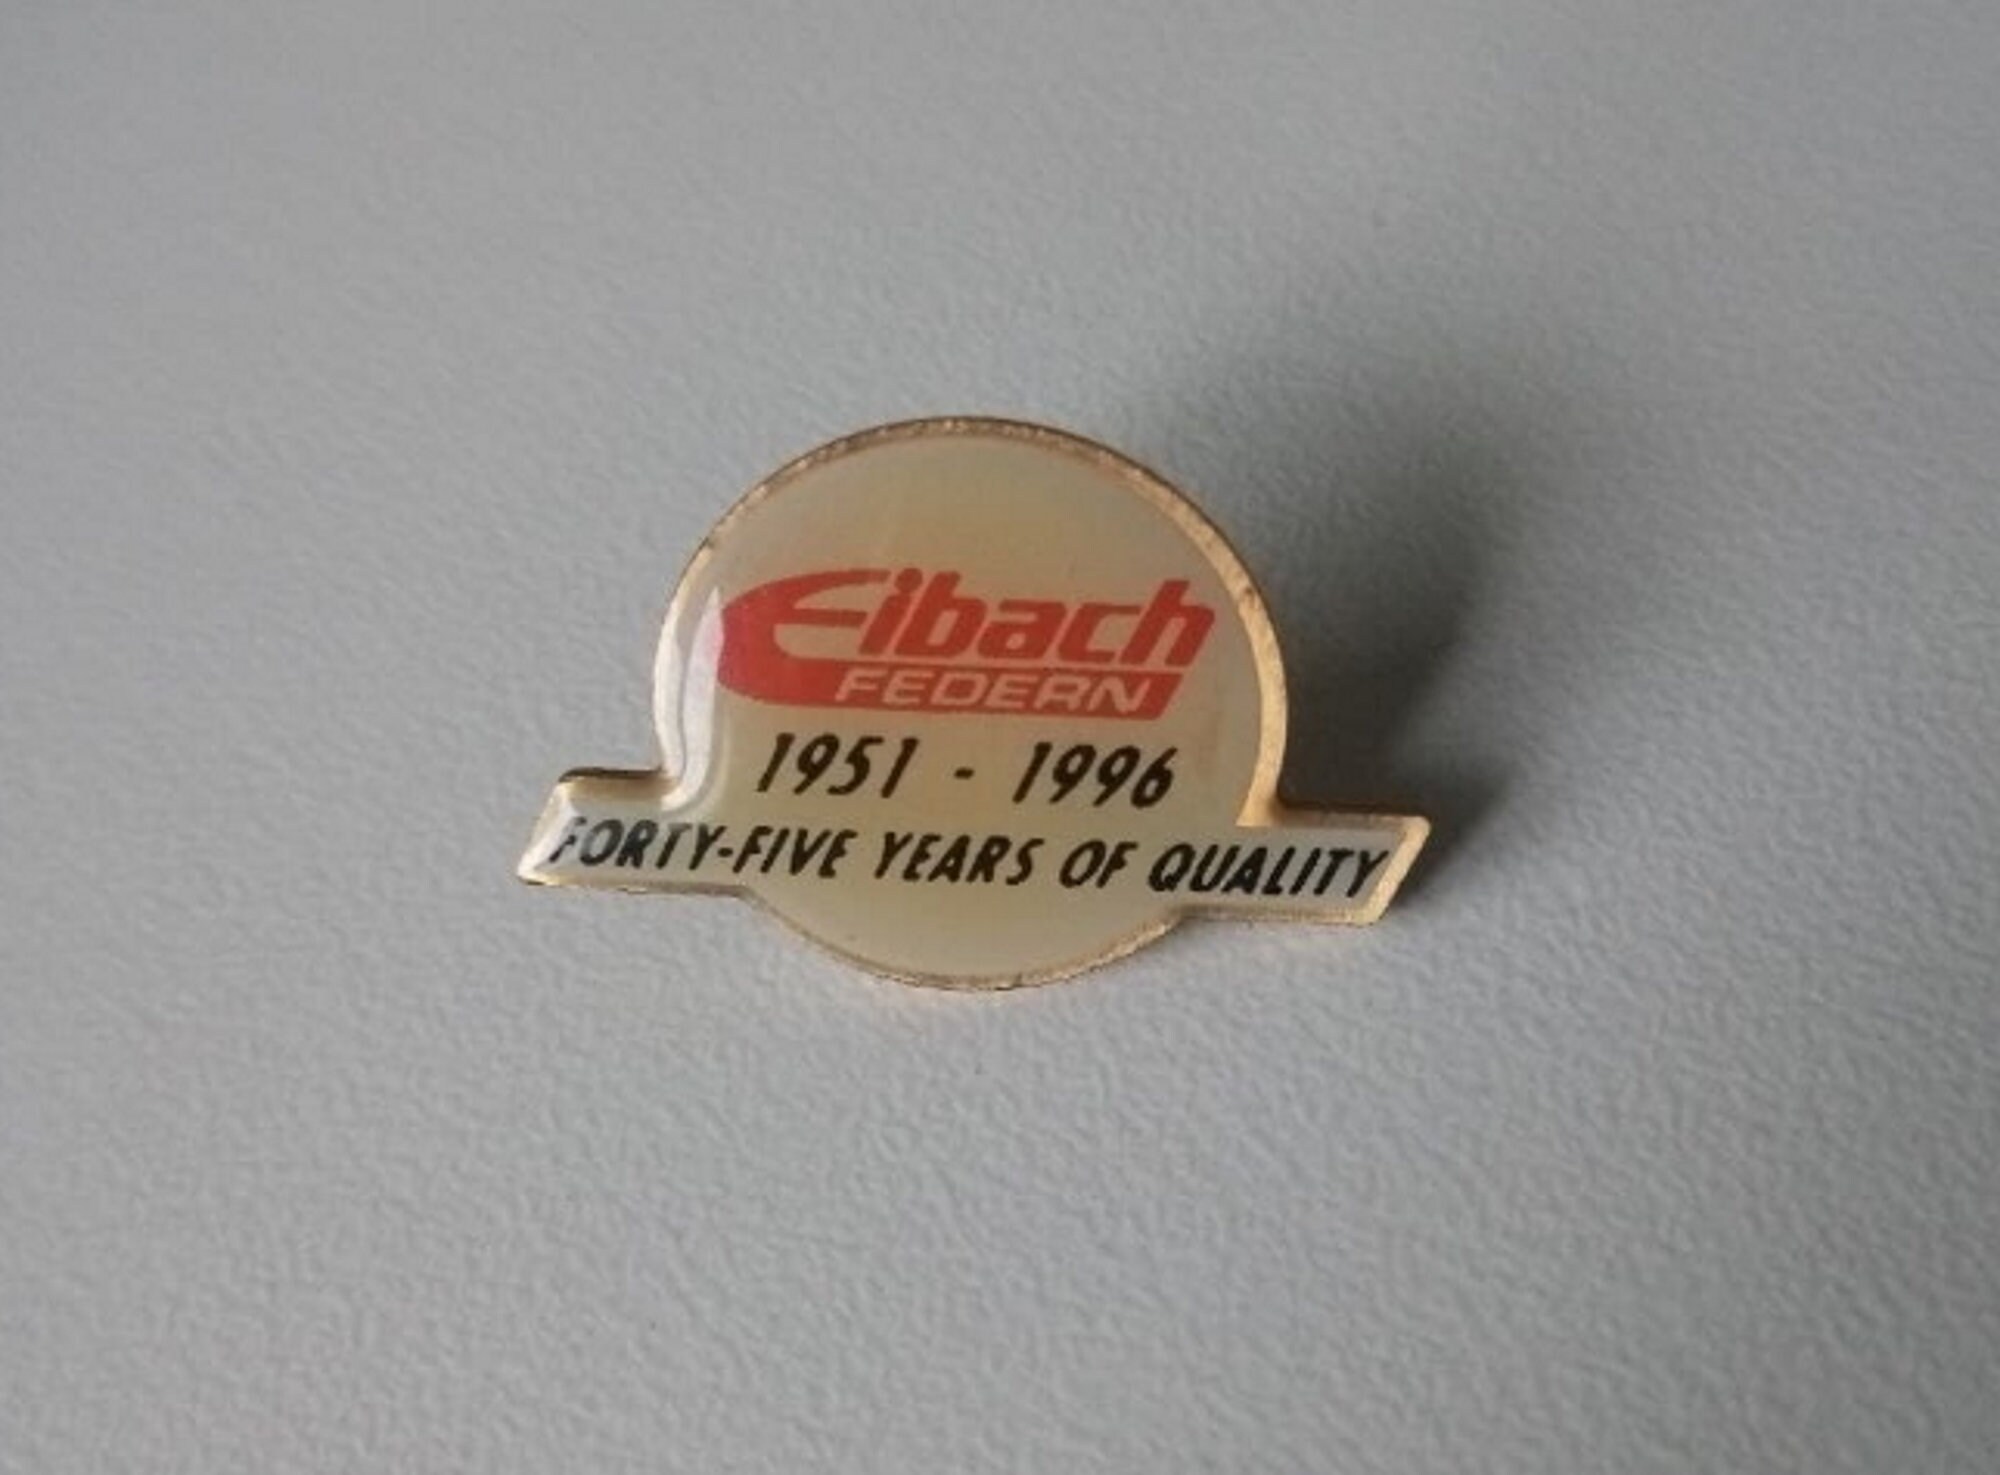 Eibach
FEDERN
1951 - 1996
FORTY-FIVE YEARS OF QUALITY